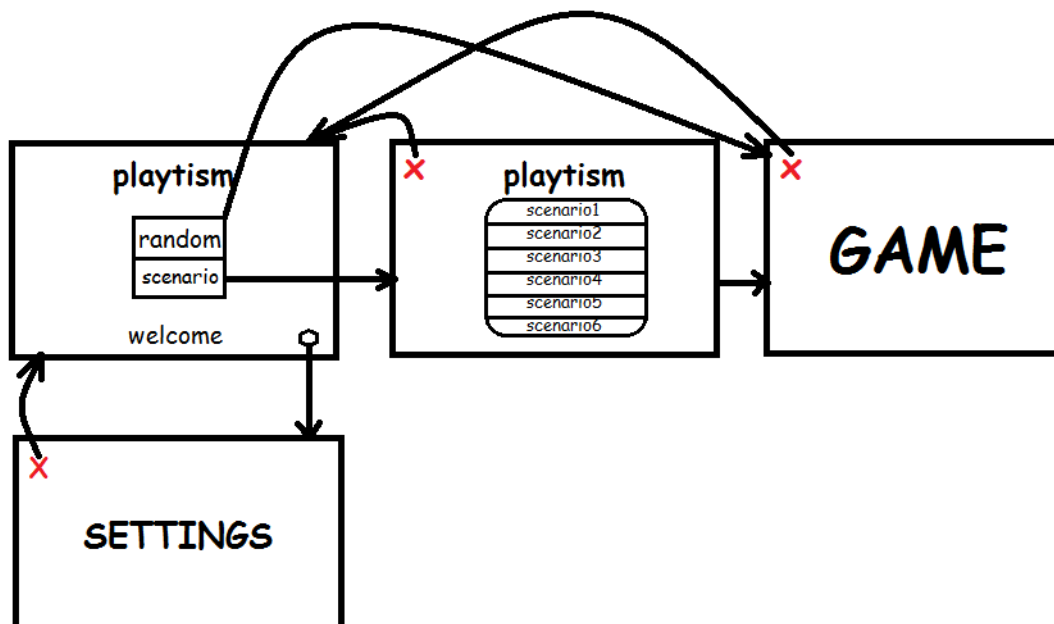 playtism
random
scenario
welcome
playtism
scenario1
scenario2
scenario3
scenario4
scenario5
scenario6
GAME
SETTINGS